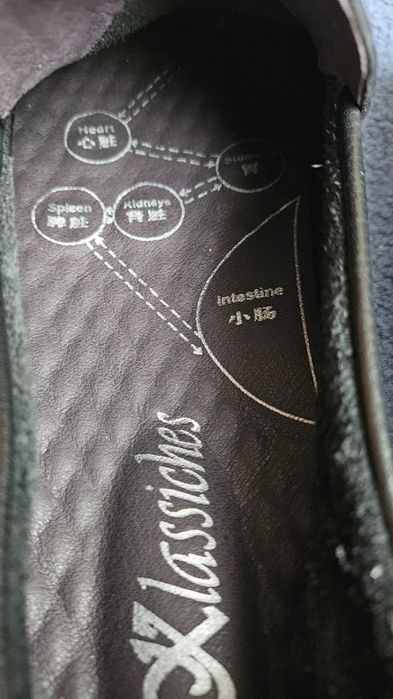 Heart
心脏
Stomach
胃
Spleen
脾脏
Kidneys
肾脏
Intestine
小肠
Klassiches